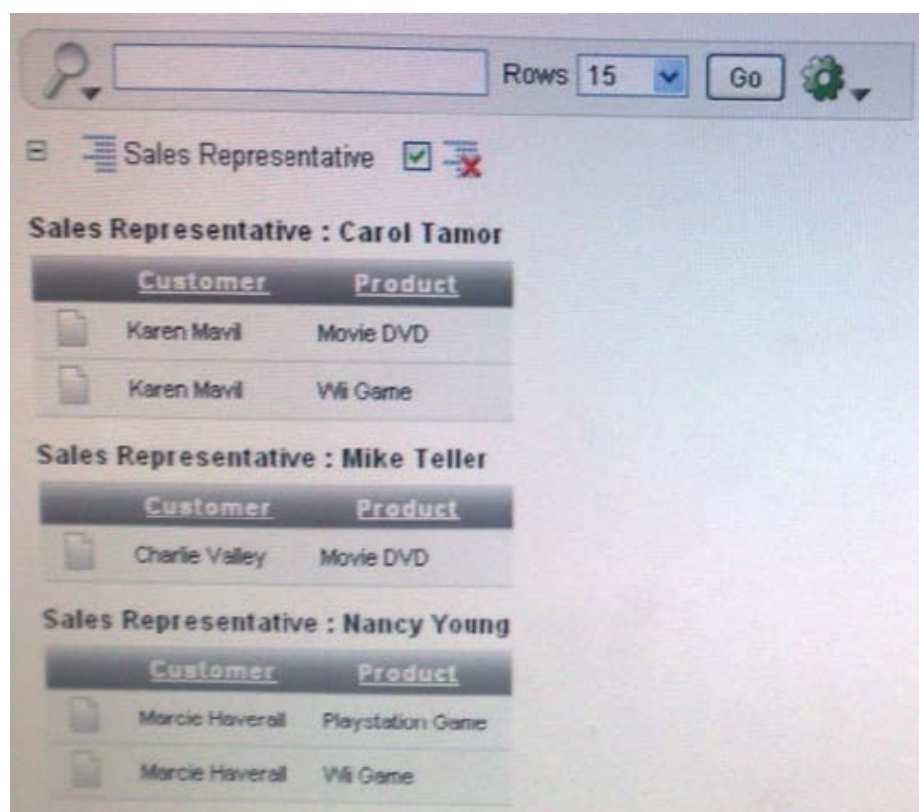 Rows 15 Go
Sales Representative
Sales Representative : Carol Tamor
Customer Product
Karen Mavil Movie DVD
Karen Mavil Wii Game
Sales Representative : Mike Teller
Customer Product
Charlie Valley Movie DVD
Sales Representative : Nancy Young
Customer Product
Marcie Haverall Playstation Game
Marcie Haverall Wii Game